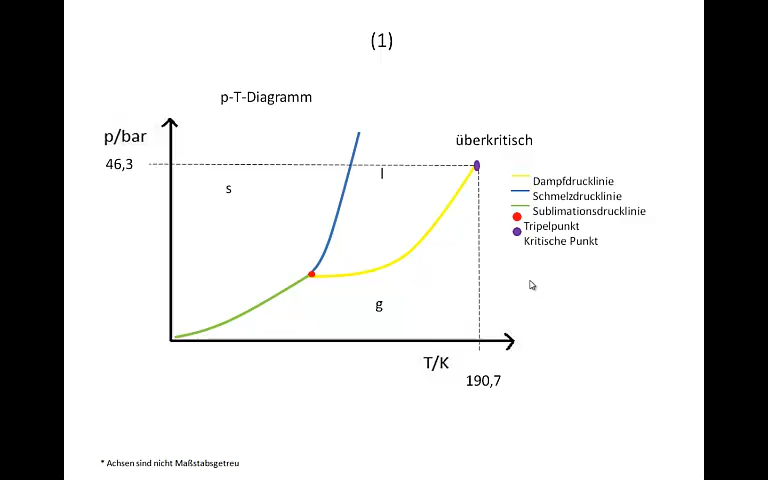 (1)
p-T-Diagramm
p/bar
überkritisch
46,3
l
s
Dampfdrucklinie
Schmelzdrucklinie
Sublimationsdrucklinie
Tripelpunkt
Kritische Punkt
g
T/K
190,7
* Achsen sind nicht Maßstabsgetreu